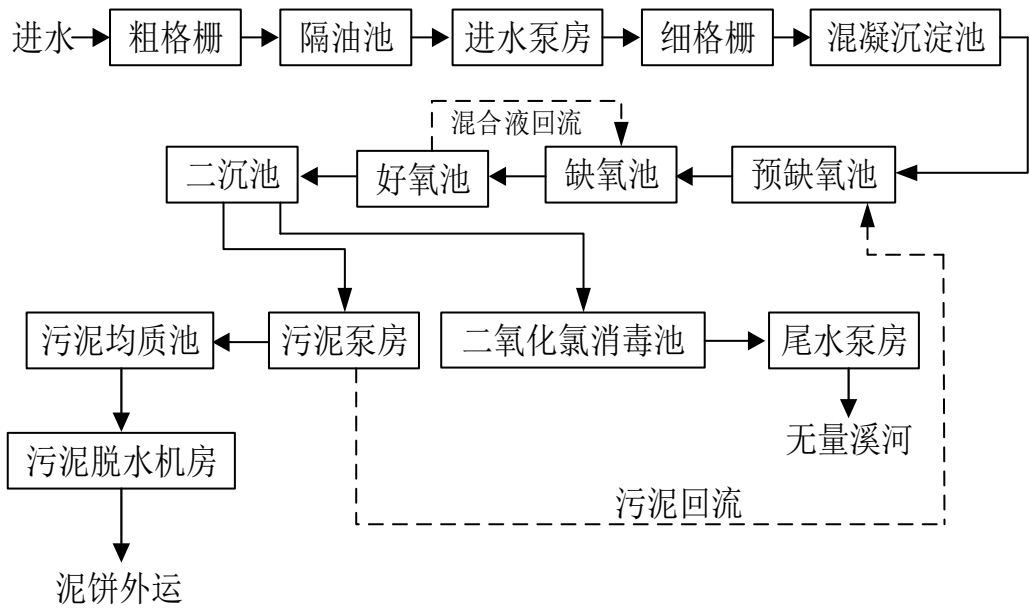 进水
粗格栅
隔油池
进水泵房
细格栅
混凝沉淀池
混合液回流
二沉池
好氧池
缺氧池
预缺氧池
污泥均质池
污泥泵房
二氧化氯消毒池
尾水泵房
无量溪河
污泥脱水机房
污泥回流
泥饼外运